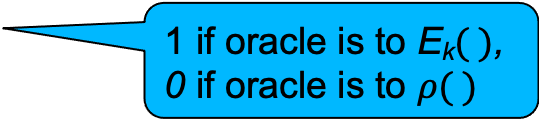 1 if oracle is to Eₖ( ),
0 if oracle is to ρ( )